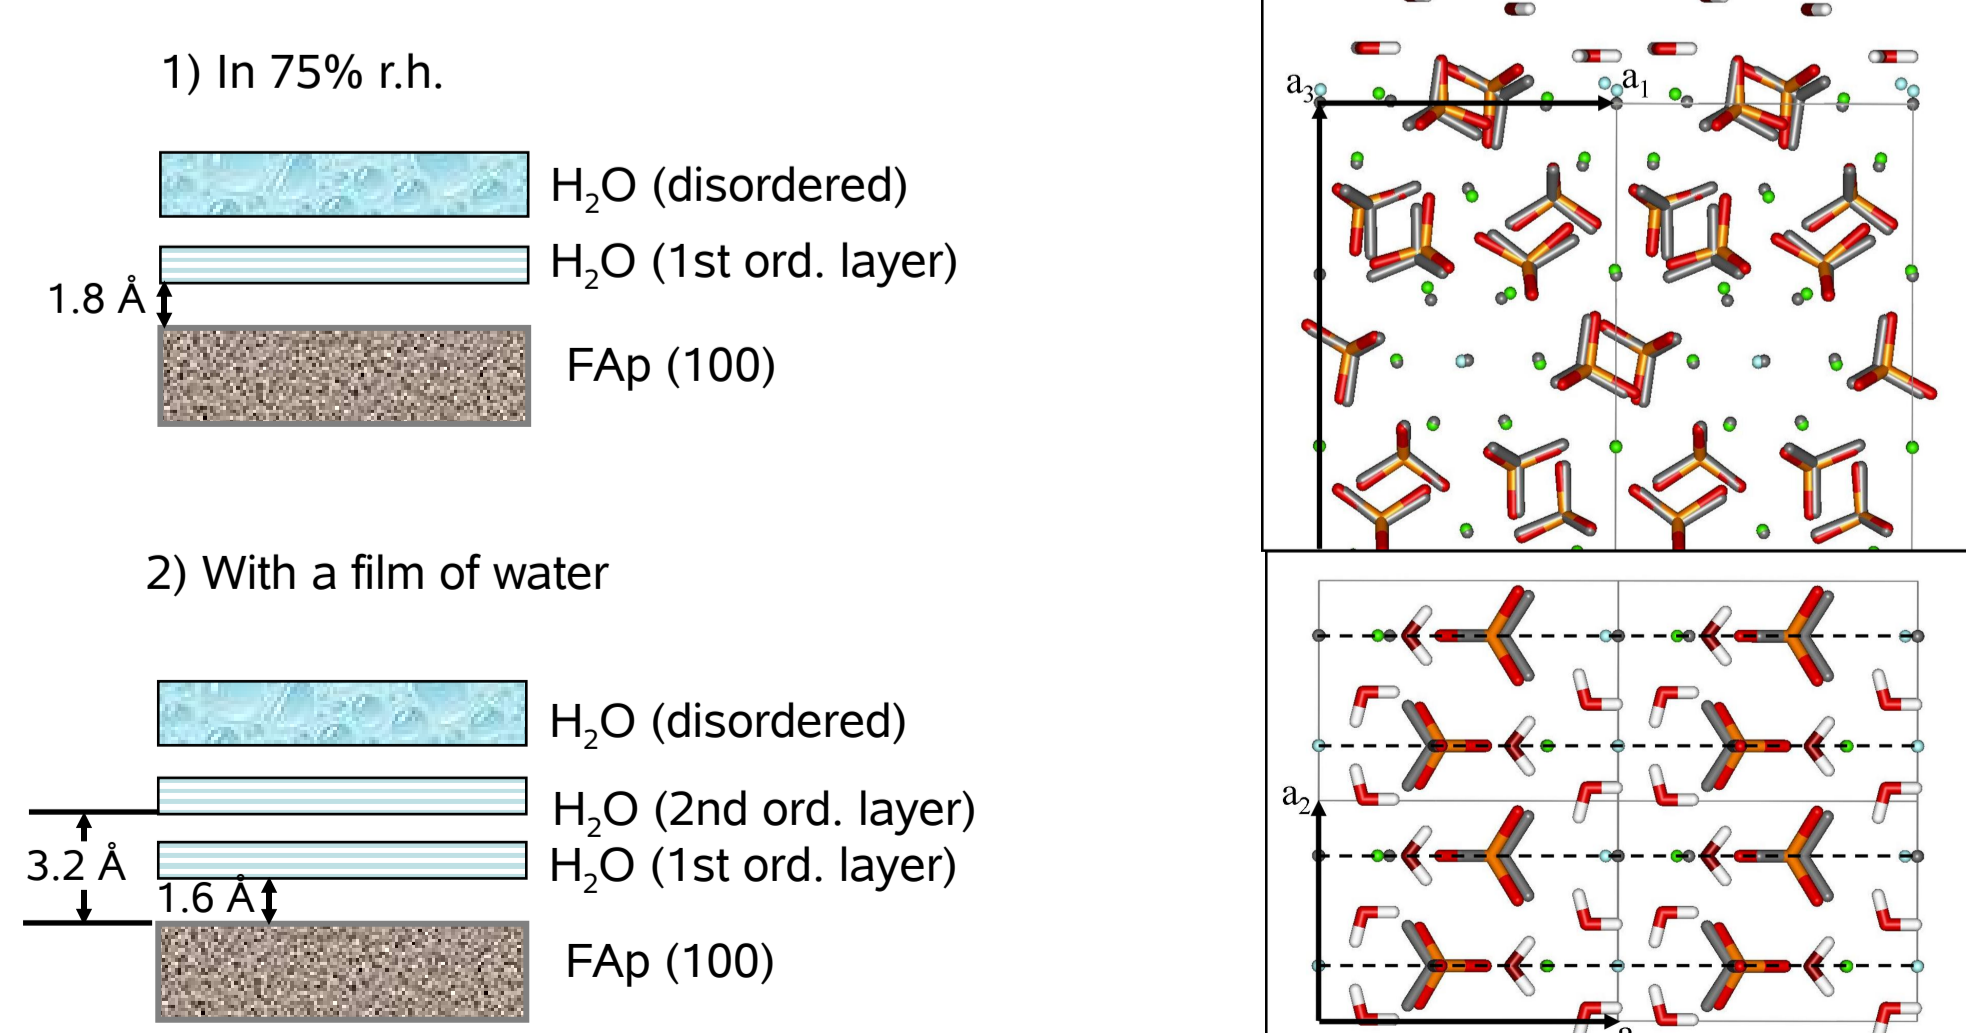 1) In 75% r.h.
H₂O (disordered)
H₂O (1st ord. layer)
1.8 Å
FAp (100)
2) With a film of water
H₂O (disordered)
H₂O (2nd ord. layer)
3.2 Å
H₂O (1st ord. layer)
1.6 Å
FAp (100)
a₃
a₁
a₂